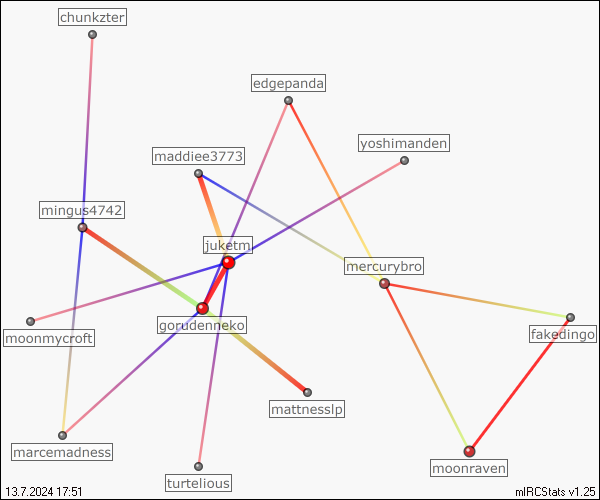 chunkzter
edgepanda
yoshimanden
maddiee3773
mingus4742
juketm
mercurybro
moonmycroft
gorudenneko
fakedingo
mattnesslp
marcemadness
moonraven
turtelious
13.7.2024 17:51
mIRCStats v1.25